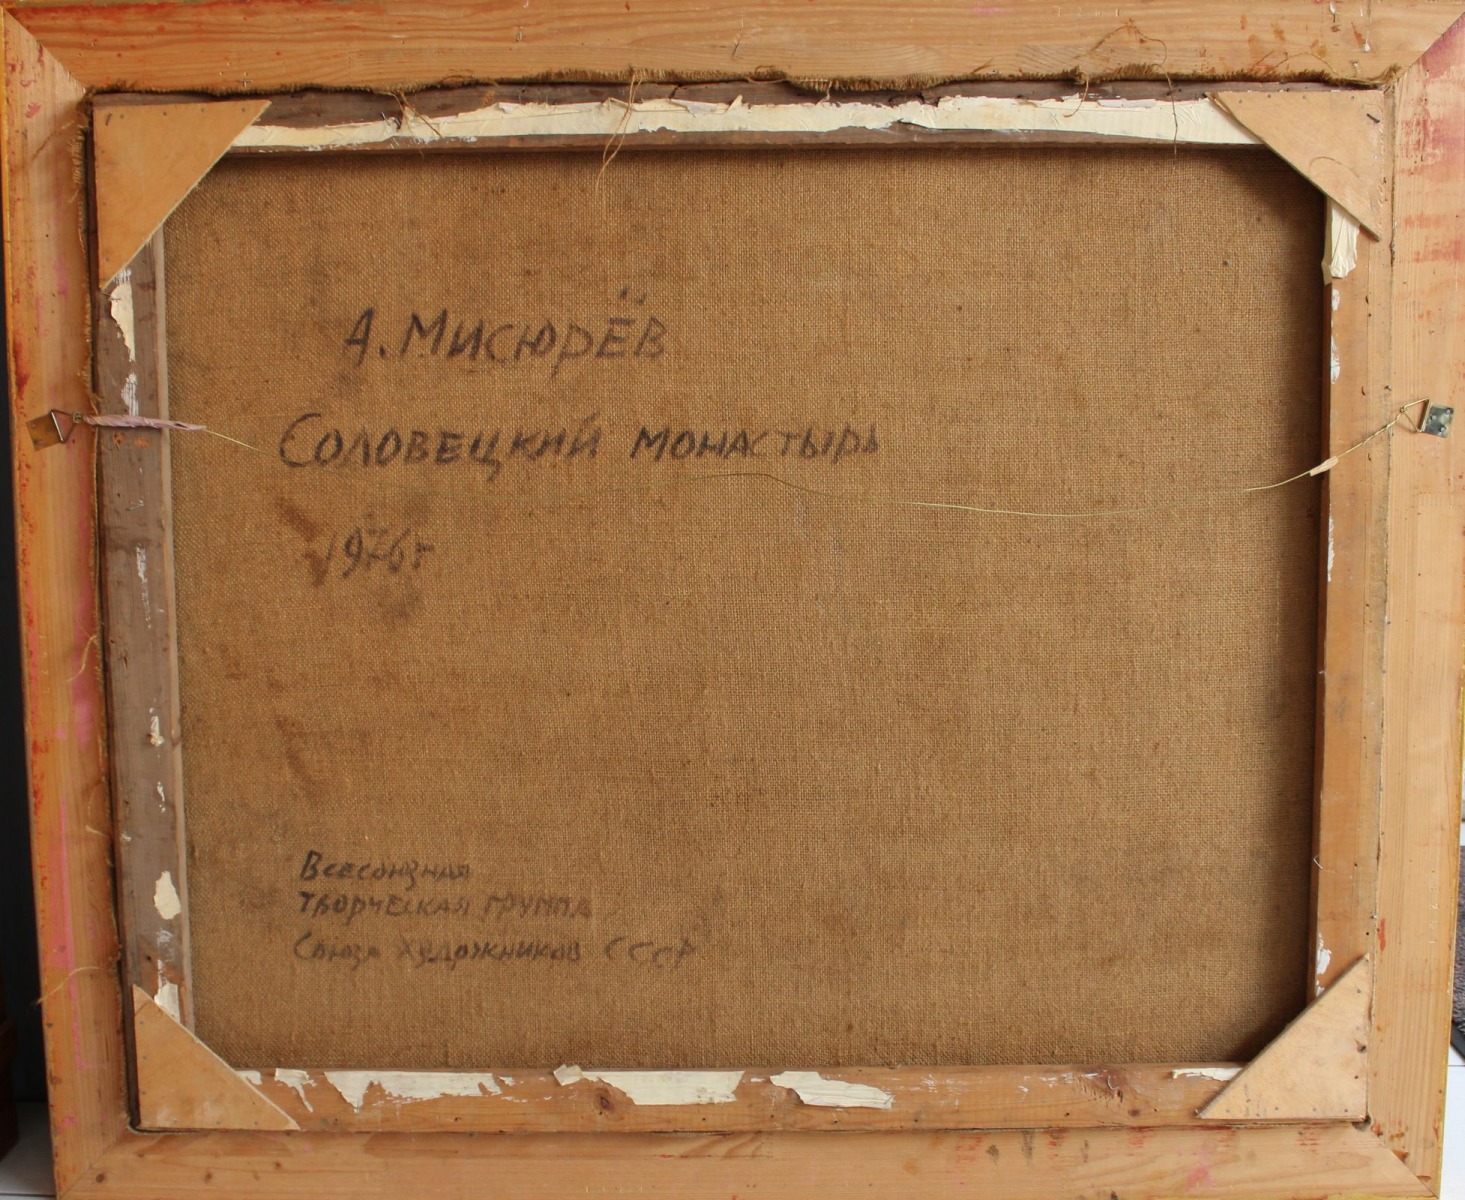 А. Мисюрёв
Соловецкий монастырь
1976г
Всесоюзная
творческая группа
Союза художников СССР